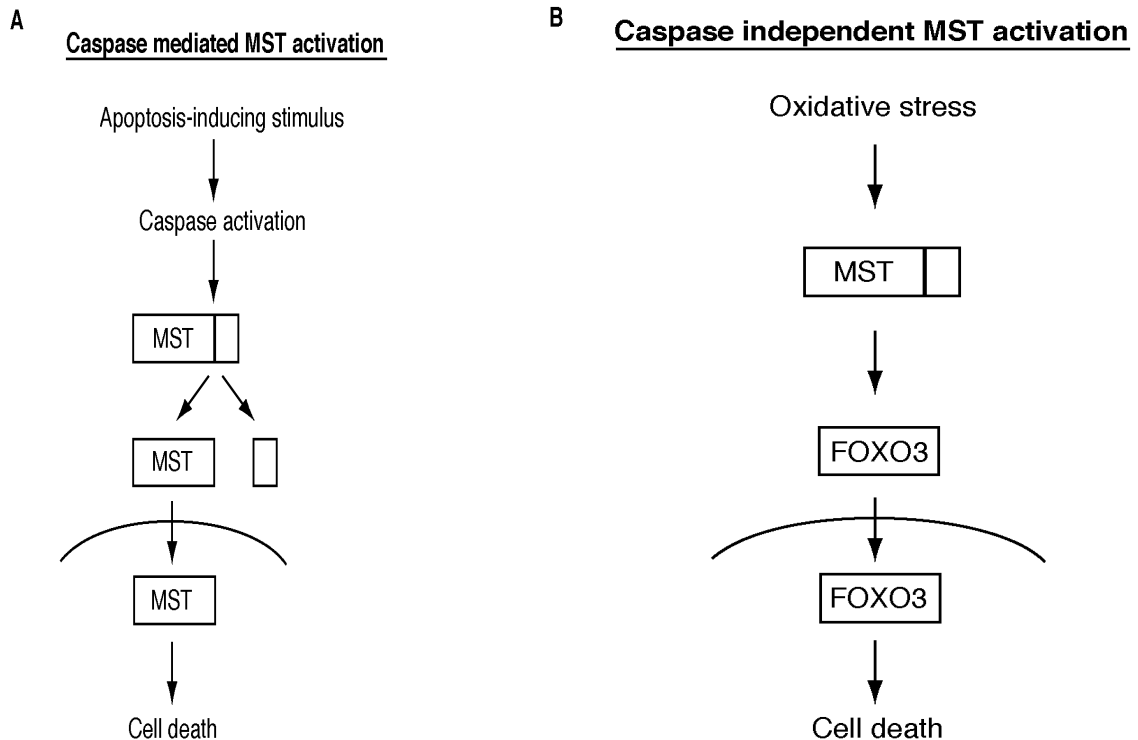 A
Caspase mediated MST activation
Apoptosis-inducing stimulus
Caspase activation
MST
MST
MST
Cell death
B
Caspase independent MST activation
Oxidative stress
MST
FOXO3
FOXO3
Cell death